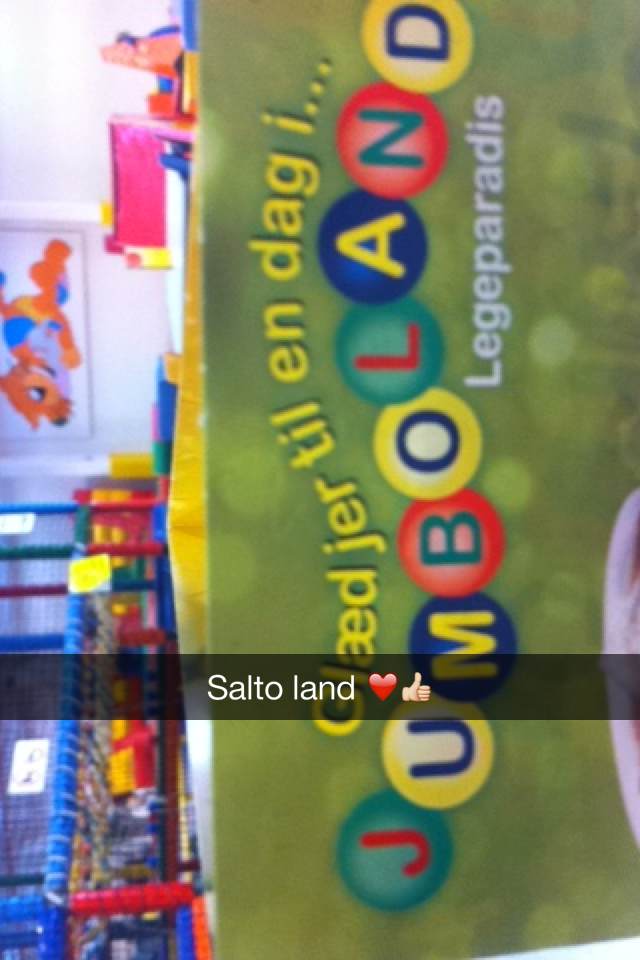 Glæd jer til en dag i...
JUMBOLAND
Legeparadis
Salto land ❤️👍